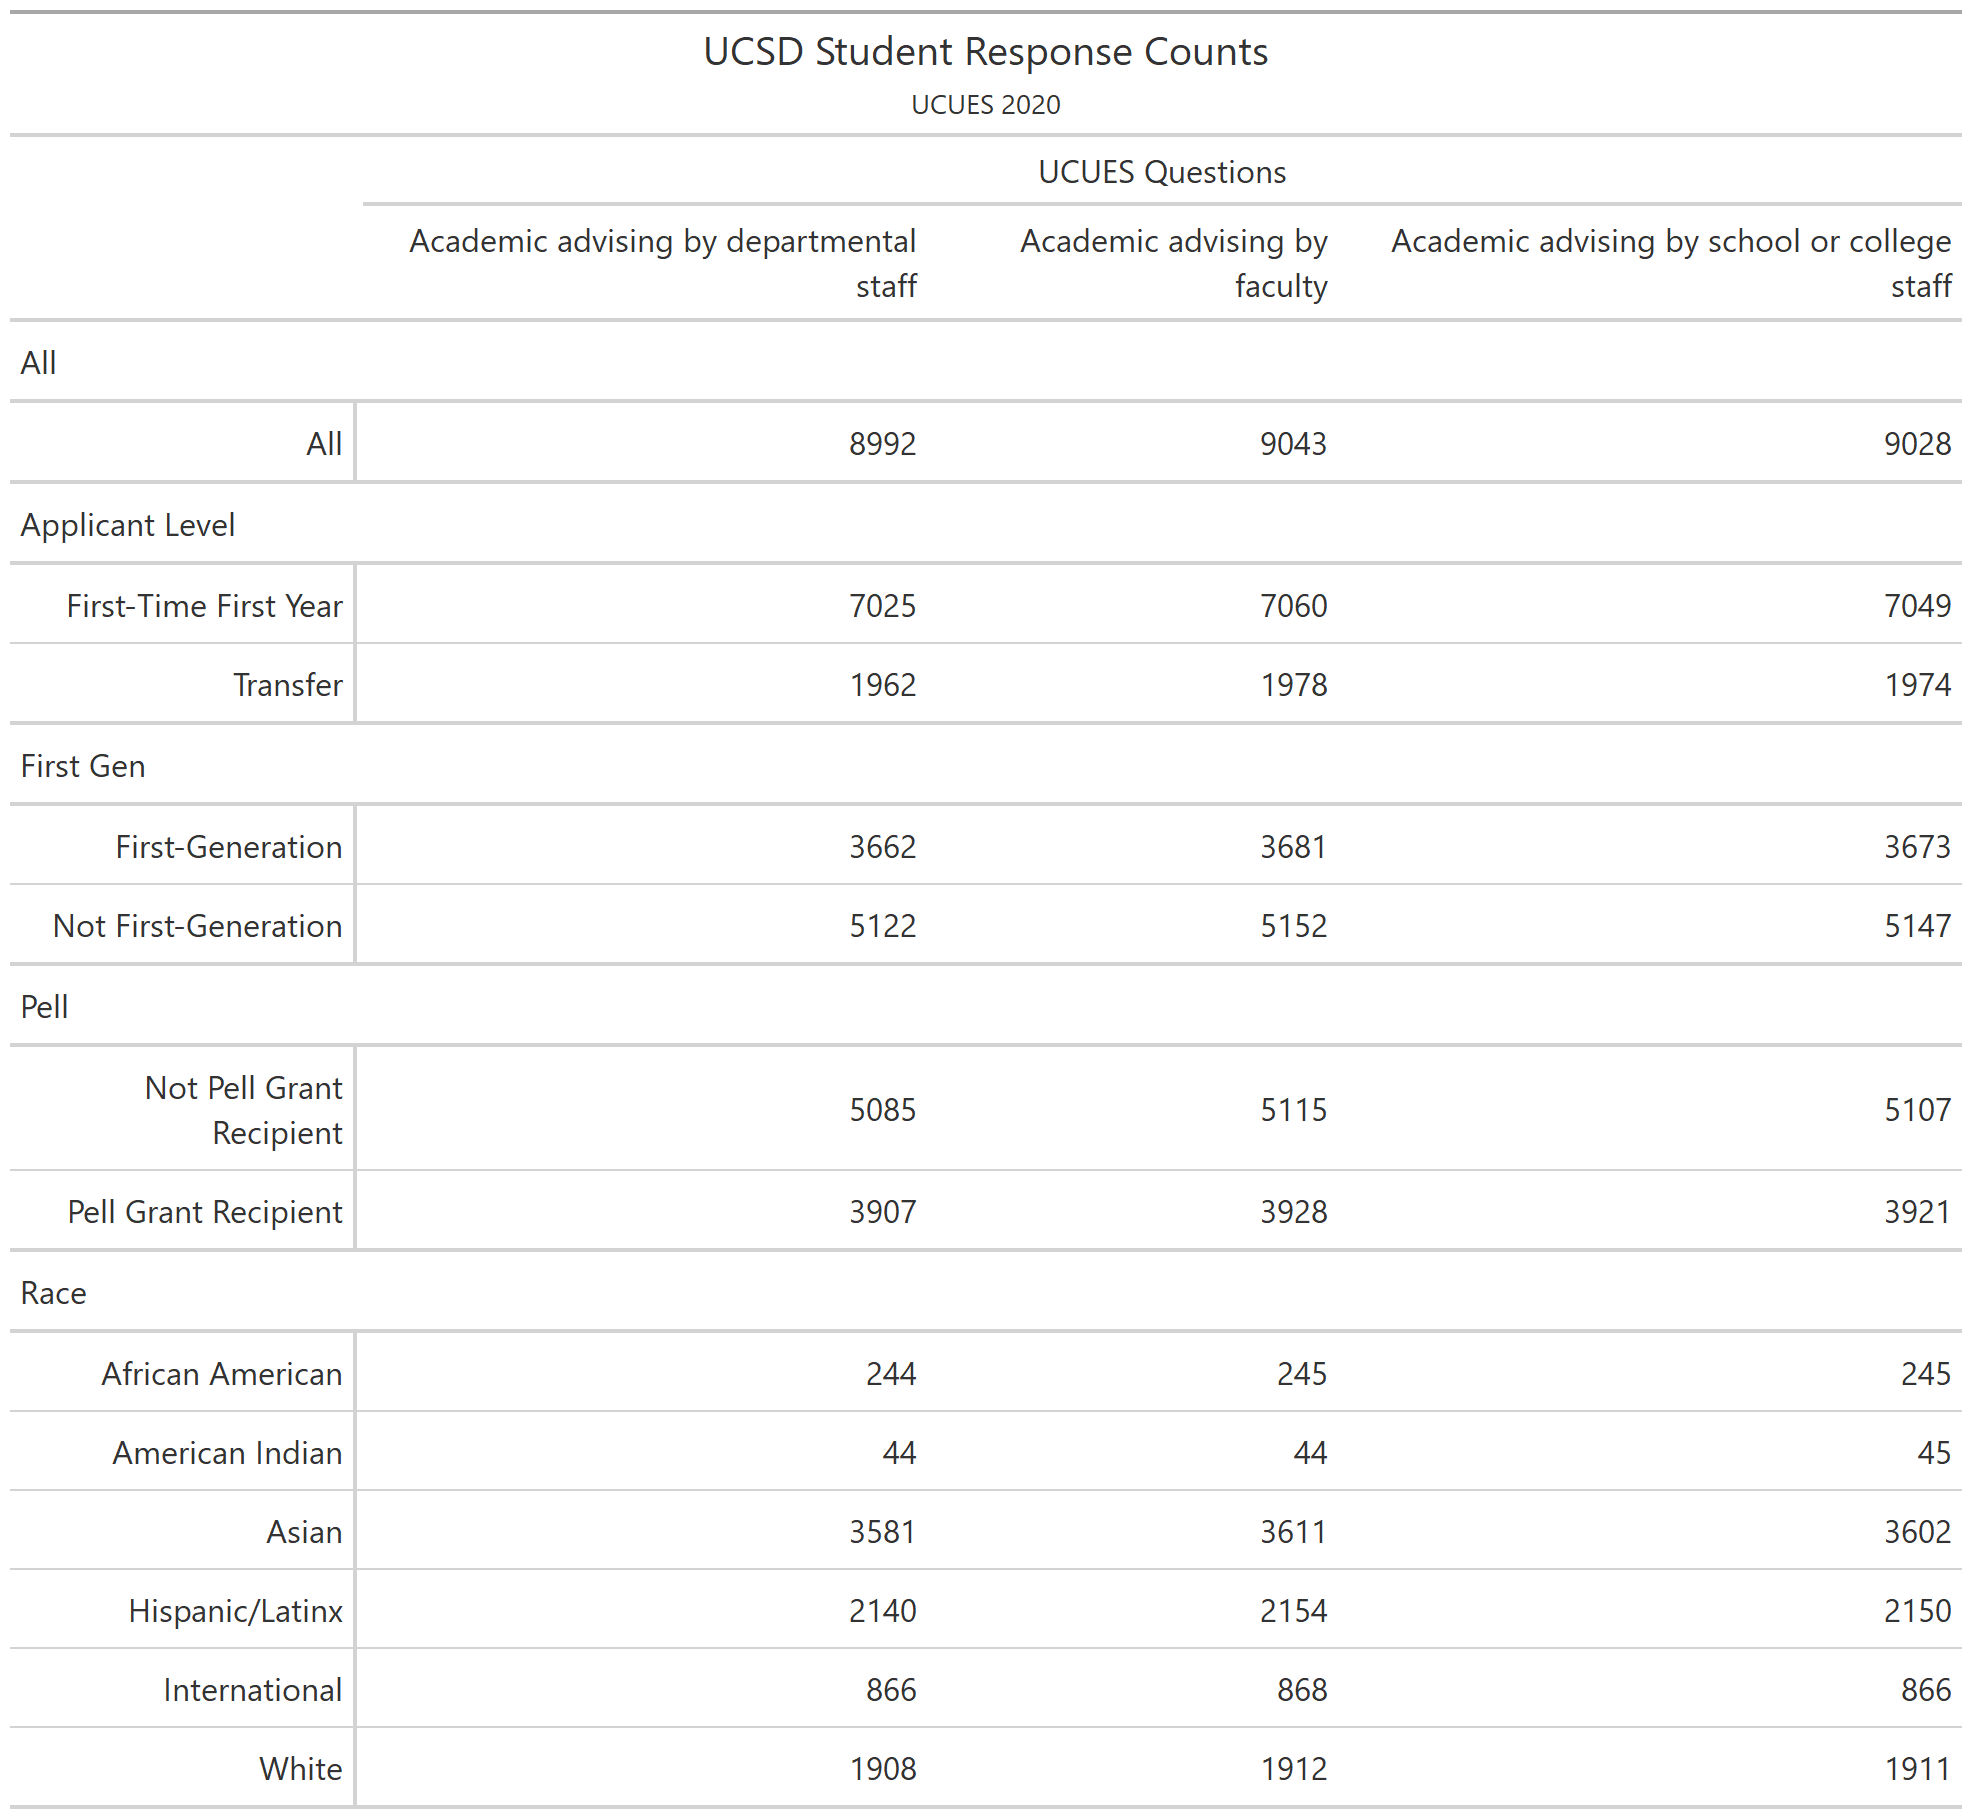 UCSD Student Response Counts
UCUES 2020
UCUES Questions
Academic advising by departmental staff Academic advising by faculty Academic advising by school or college staff
All
All 8992 9043 9028
Applicant Level
First-Time First Year 7025 7060 7049
Transfer 1962 1978 1974
First Gen
First-Generation 3662 3681 3673
Not First-Generation 5122 5152 5147
Pell
Not Pell Grant Recipient 5085 5115 5107
Pell Grant Recipient 3907 3928 3921
Race
African American 244 245 245
American Indian 44 44 45
Asian 3581 3611 3602
Hispanic/Latinx 2140 2154 2150
International 866 868 866
White 1908 1912 1911